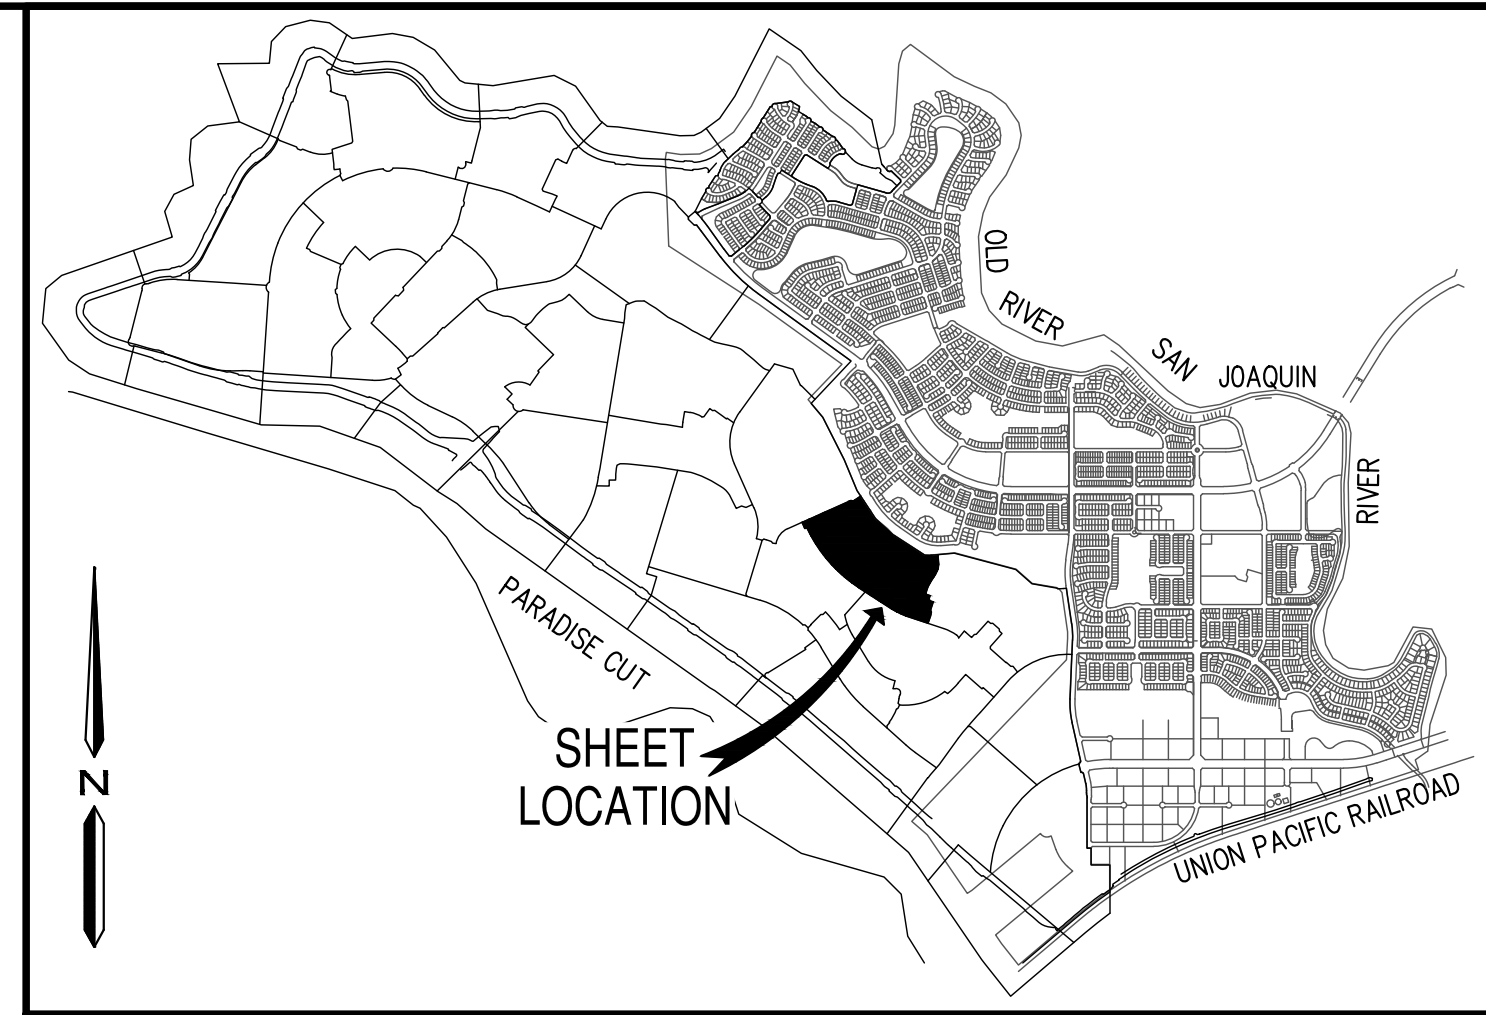 OLD
RIVER
SAN
JOAQUIN
RIVER
PARADISE CUT
SHEET
LOCATION
N
UNION PACIFIC RAILROAD